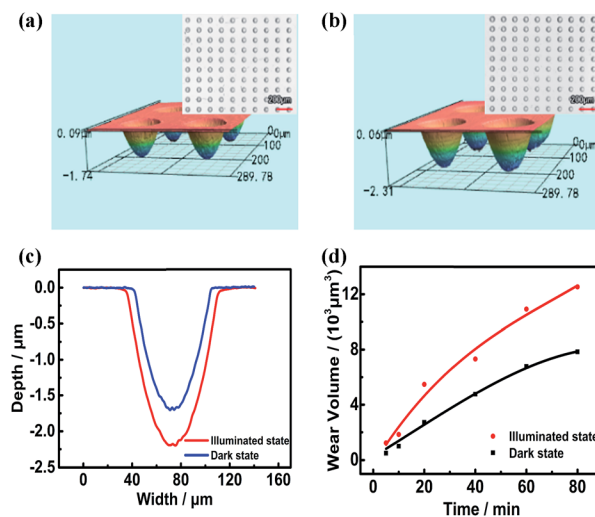 (a)
200μm
0.09μm
-1.74
0μm
100
200
289.78
(b)
200μm
0.06μm
-2.31
0μm
100
200
289.78
(c)
0.0
-0.5
-1.0
-1.5
-2.0
-2.5
Depth / μm
0 40 80 120 160
Width / μm
Illuminated state
Dark state
(d)
12
8
4
0
Wear Volume / (10³μm³)
0 20 40 60 80
Time / min
Illuminated state
Dark state